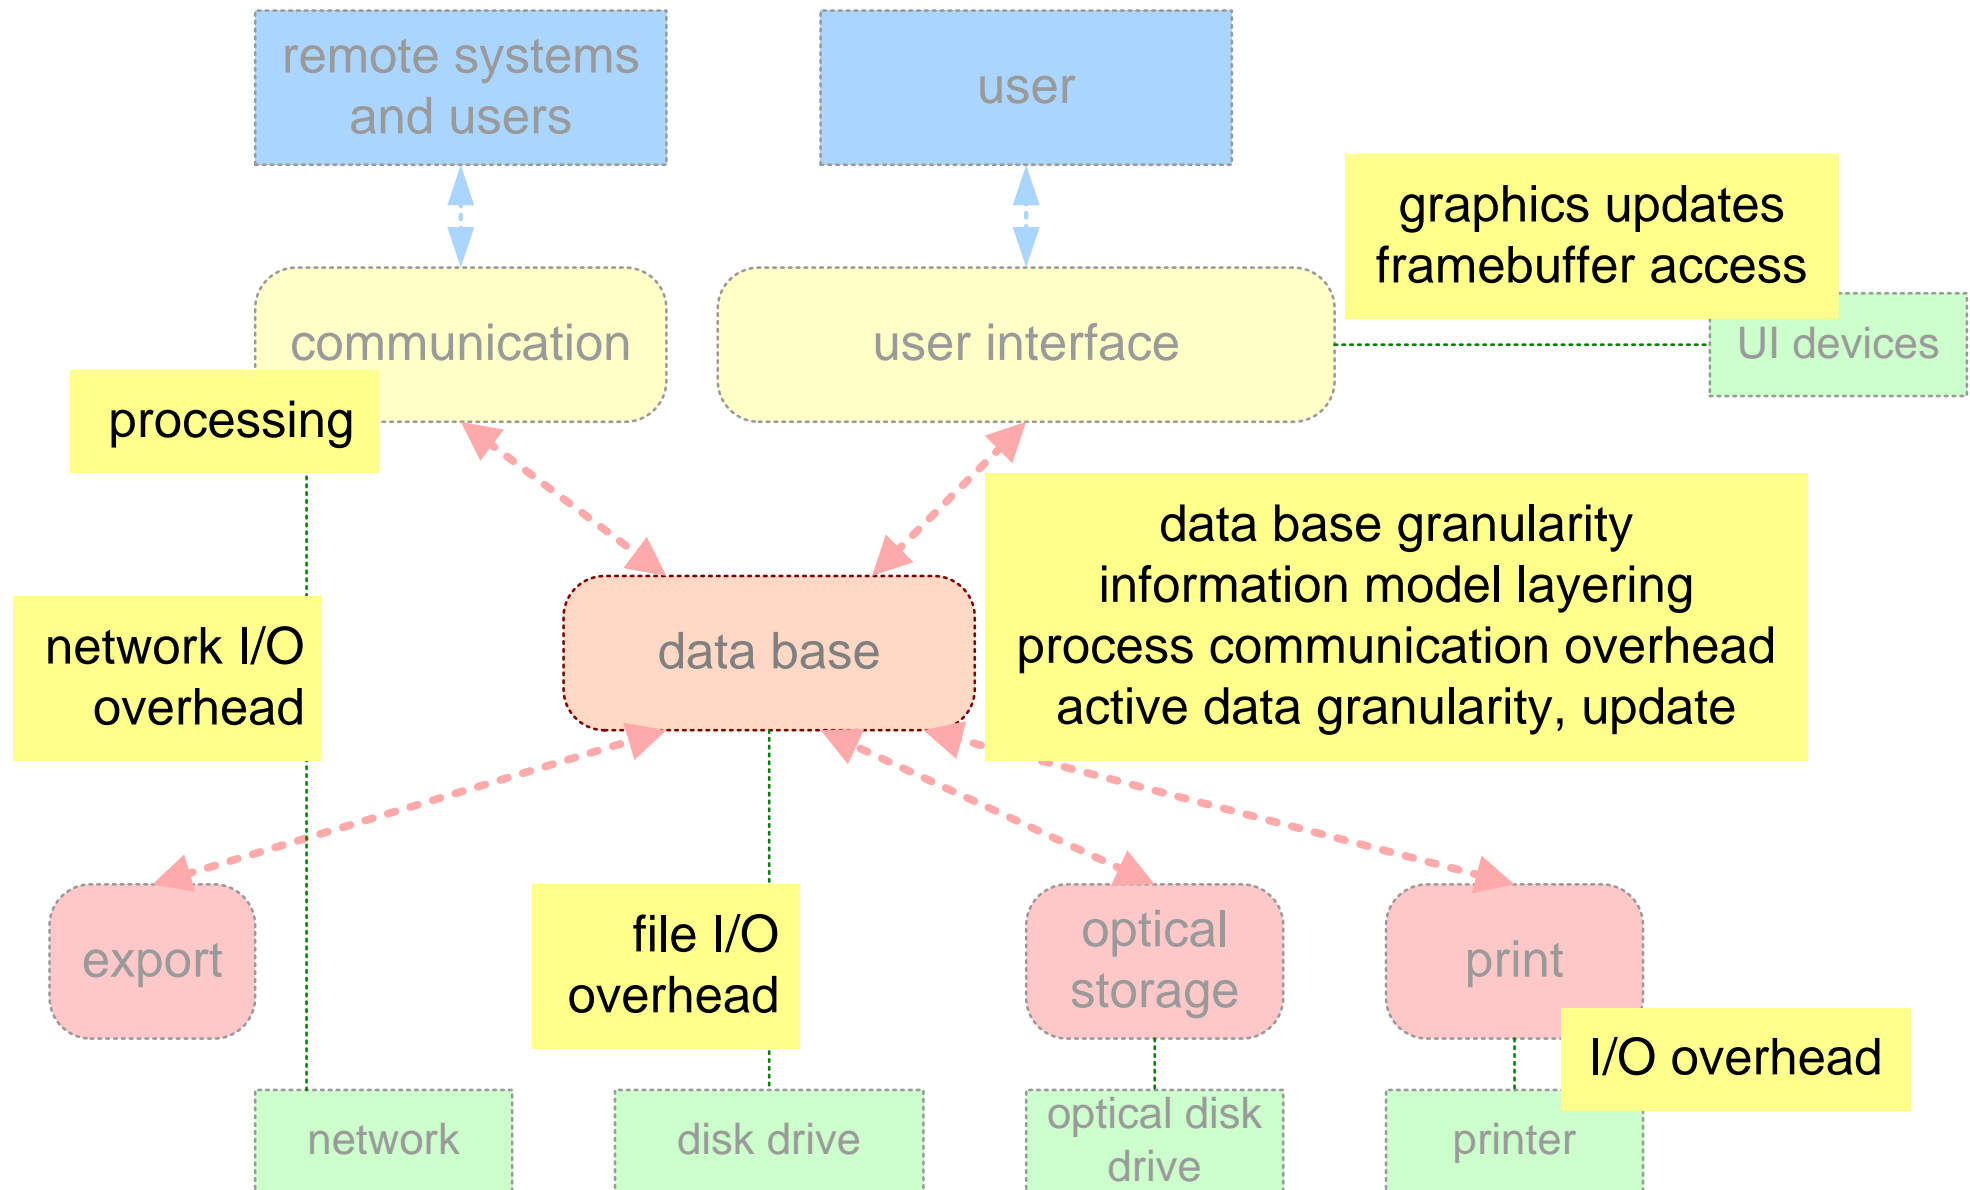 remote systems
and users
user
graphics updates
framebuffer access
communication
user interface
UI devices
processing
data base granularity
information model layering
process communication overhead
active data granularity, update
network I/O
overhead
data base
export
file I/O
overhead
optical
storage
print
I/O overhead
network
disk drive
optical disk
drive
printer